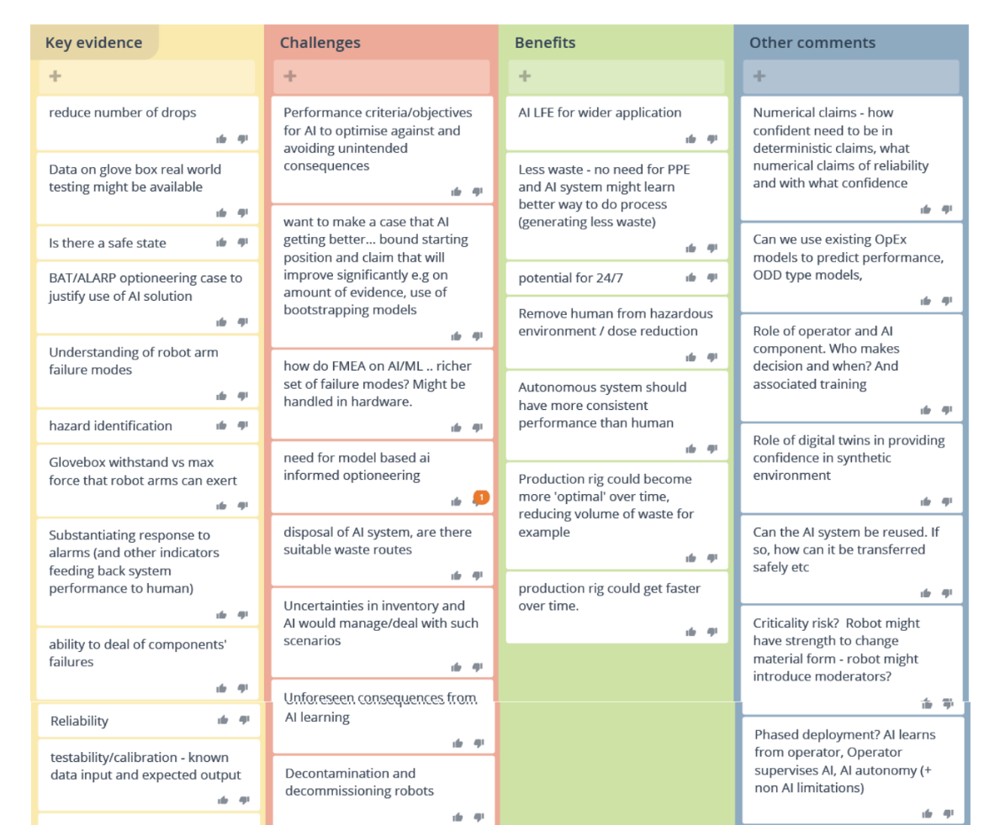 Key evidence
+
reduce number of drops
Data on glove box real world
testing might be available
Is there a safe state
BAT/ALARP optioneering case to
justify use of AI solution
Understanding of robot arm
failure modes
hazard identification
Glovebox withstand vs max
force that robot arms can exert
Substantiating response to
alarms (and other indicators
feeding back system
performance to human)
ability to deal of components'
failures
Reliability
testability/calibration - known
data input and expected output
Challenges
+
Performance criteria/objectives
for AI to optimise against and
avoiding unintended
consequences
want to make a case that AI
getting better... bound starting
position and claim that will
improve significantly e.g on
amount of evidence, use of
bootstrapping models
how do FMEA on AI/ML .. richer
set of failure modes? Might be
handled in hardware.
need for model based ai
informed optioneering
1
disposal of AI system, are there
suitable waste routes
Uncertainties in inventory and
AI would manage/deal with such
scenarios
Unforeseen consequences from
AI learning
Decontamination and
decommissioning robots
Benefits
+
AI LFE for wider application
Less waste - no need for PPE
and AI system might learn
better way to do process
(generating less waste)
potential for 24/7
Remove human from hazardous
environment / dose reduction
Autonomous system should
have more consistent
performance than human
Production rig could become
more 'optimal' over time,
reducing volume of waste for
example
production rig could get faster
over time.
Other comments
+
Numerical claims - how
confident need to be in
deterministic claims, what
numerical claims of reliability
and with what confidence
Can we use existing OpEx
models to predict performance,
ODD type models,
Role of operator and AI
component. Who makes
decision and when? And
associated training
Role of digital twins in providing
confidence in synthetic
environment
Can the AI system be reused. If
so, how can it be transferred
safely etc
Criticality risk? Robot might
have strength to change
material form - robot might
introduce moderators?
Phased deployment? AI learns
from operator, Operator
supervises AI, AI autonomy (+
non AI limitations)